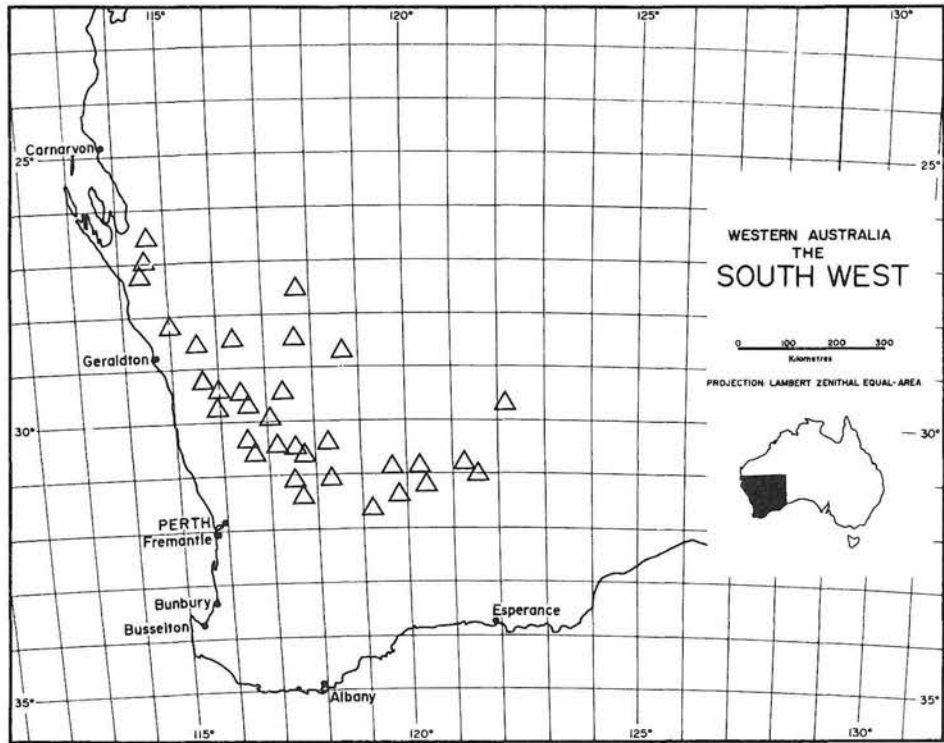 115°
120°
125°
130°
Carnarvon
25°
25°
WESTERN AUSTRALIA
THE
SOUTH WEST
0 100 200 300
Kilometres
Geraldton
PROJECTION: LAMBERT ZENITHAL EQUAL-AREA
30°
30°
PERTH
Fremantle
Bunbury
Busselton
Esperance
Albany
35°
35°
115°
120°
125°
130°